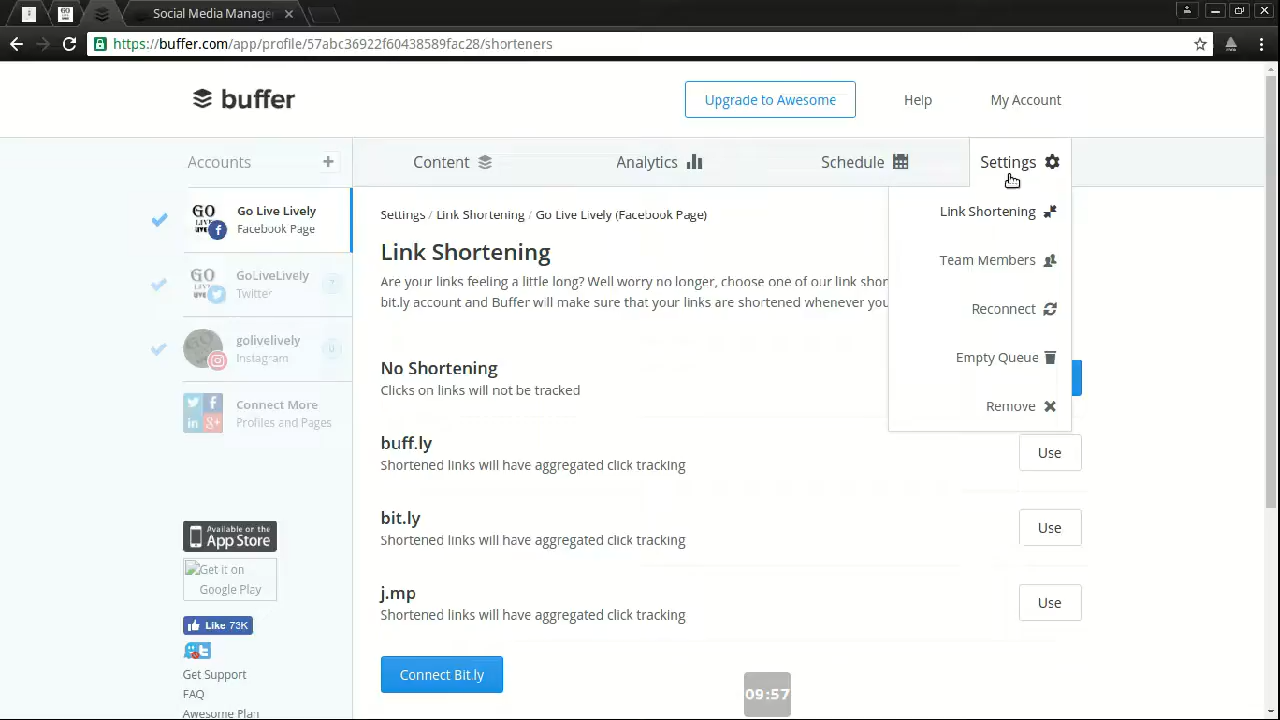 Social Media Manage
https://buffer.com/app/profile/57abc36922f60438589fac28/shorteners
buffer
Upgrade to Awesome
Help
My Account
Accounts +
Content
Analytics
Schedule
Settings
Go Live Lively
Facebook Page
GoLiveLively
Twitter
golivelively
Instagram
0
Connect More
Profiles and Pages
Available on the
App Store
Get it on
Google Play
Like 73K
Get Support
FAQ
Awesome Plan
Settings / Link Shortening / Go Live Lively (Facebook Page)
Link Shortening
Are your links feeling a little long? Well worry no longer, choose one of our link shor
bit.ly account and Buffer will make sure that your links are shortened whenever you
No Shortening
Clicks on links will not be tracked
buff.ly
Shortened links will have aggregated click tracking
Use
bit.ly
Shortened links will have aggregated click tracking
Use
j.mp
Shortened links will have aggregated click tracking
Use
Connect Bit.ly
Link Shortening
Team Members
Reconnect
Empty Queue
Remove
09:57